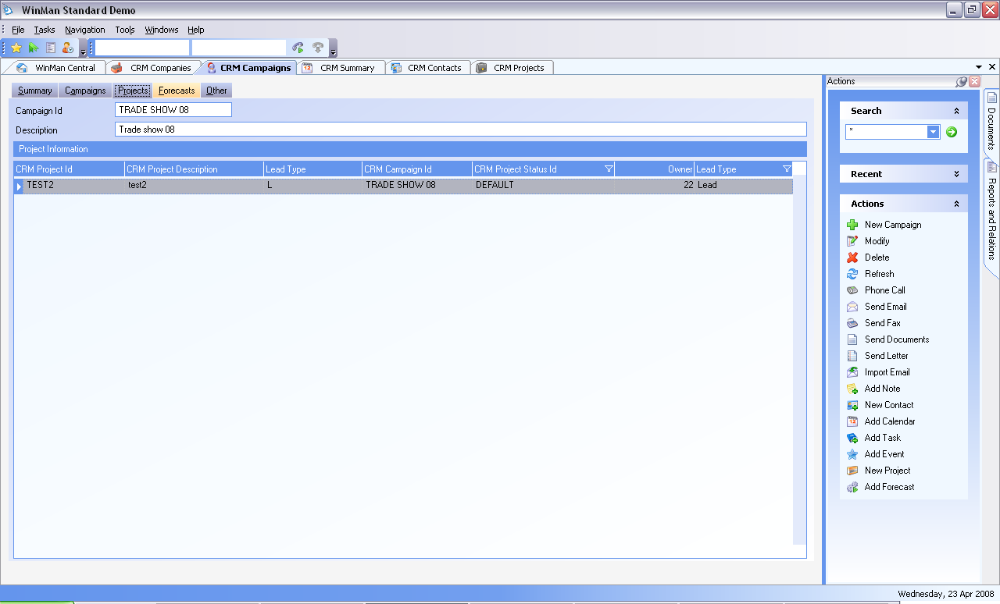 WinMan Standard Demo
File Tasks Navigation Tools Windows Help
WinMan Central CRM Companies CRM Campaigns CRM Summary CRM Contacts CRM Projects
Summary Campaigns Projects Forecasts Other
Campaign Id TRADE SHOW 08
Description Trade show 08
Project Information
CRM Project Id CRM Project Description Lead Type CRM Campaign Id CRM Project Status Id Owner Lead Type
TEST2 test2 L TRADE SHOW 08 DEFAULT 22 Lead
Actions
Search
*
Recent
Actions
New Campaign
Modify
Delete
Refresh
Phone Call
Send Email
Send Fax
Send Documents
Send Letter
Import Email
Add Note
New Contact
Add Calendar
Add Task
Add Event
New Project
Add Forecast
Documents
Reports and Relations
Wednesday, 23 Apr 2008